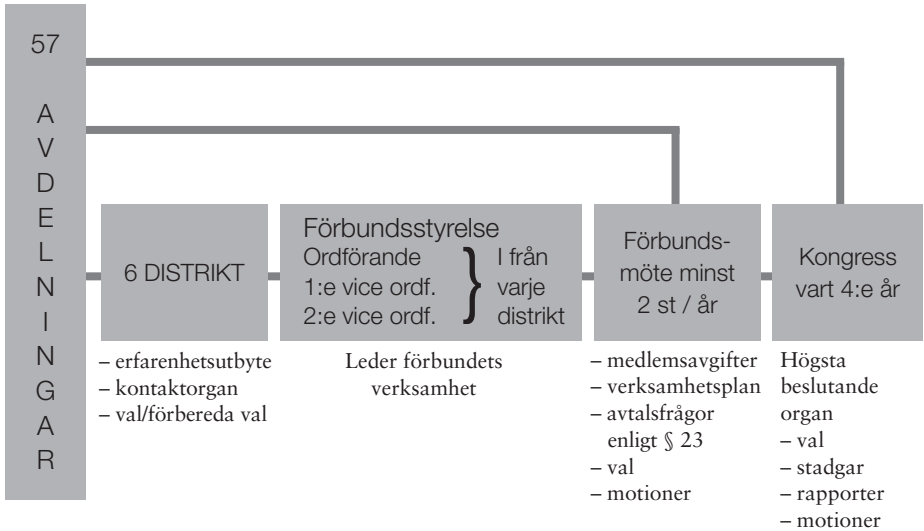 57
AVDELNINGAR
6 DISTRIKT
– erfarenhetsutbyte
– kontaktorgan
– val/förbereda val
Förbundsstyrelse
Ordförande
1:e vice ordf.
2:e vice ordf.
}
I från
varje
distrikt
Leder förbundets
verksamhet
Förbunds-
möte minst
2 st / år
– medlemsavgifter
– verksamhetsplan
– avtalsfrågor
enligt § 23
– val
– motioner
Kongress
vart 4:e år
Högsta
beslutande
organ
– val
– stadgar
– rapporter
– motioner